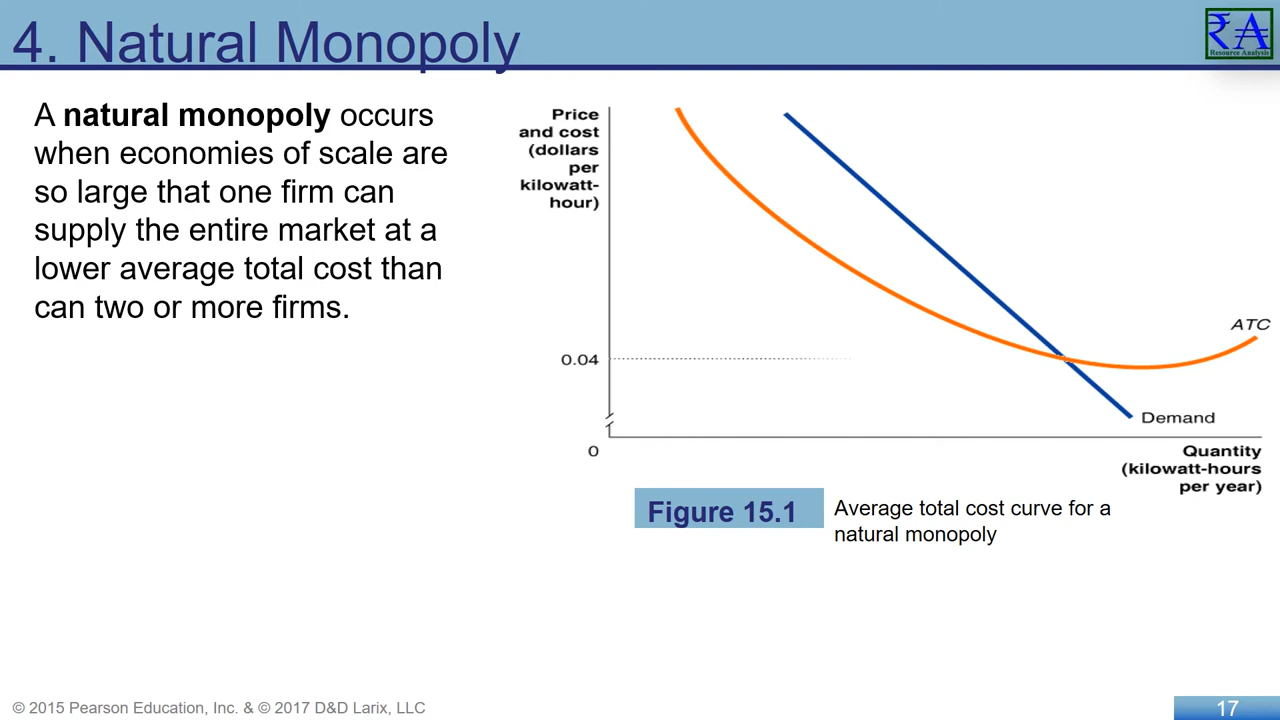 4. Natural Monopoly
₹A
Resource Analysis
A natural monopoly occurs
when economies of scale are
so large that one firm can
supply the entire market at a
lower average total cost than
can two or more firms.
Price
and cost
(dollars
per
kilowatt-
hour)
ATC
0.04
Demand
0
Quantity
(kilowatt-hours
per year)
Figure 15.1
Average total cost curve for a
natural monopoly
© 2015 Pearson Education, Inc. & © 2017 D&D Larix, LLC
17